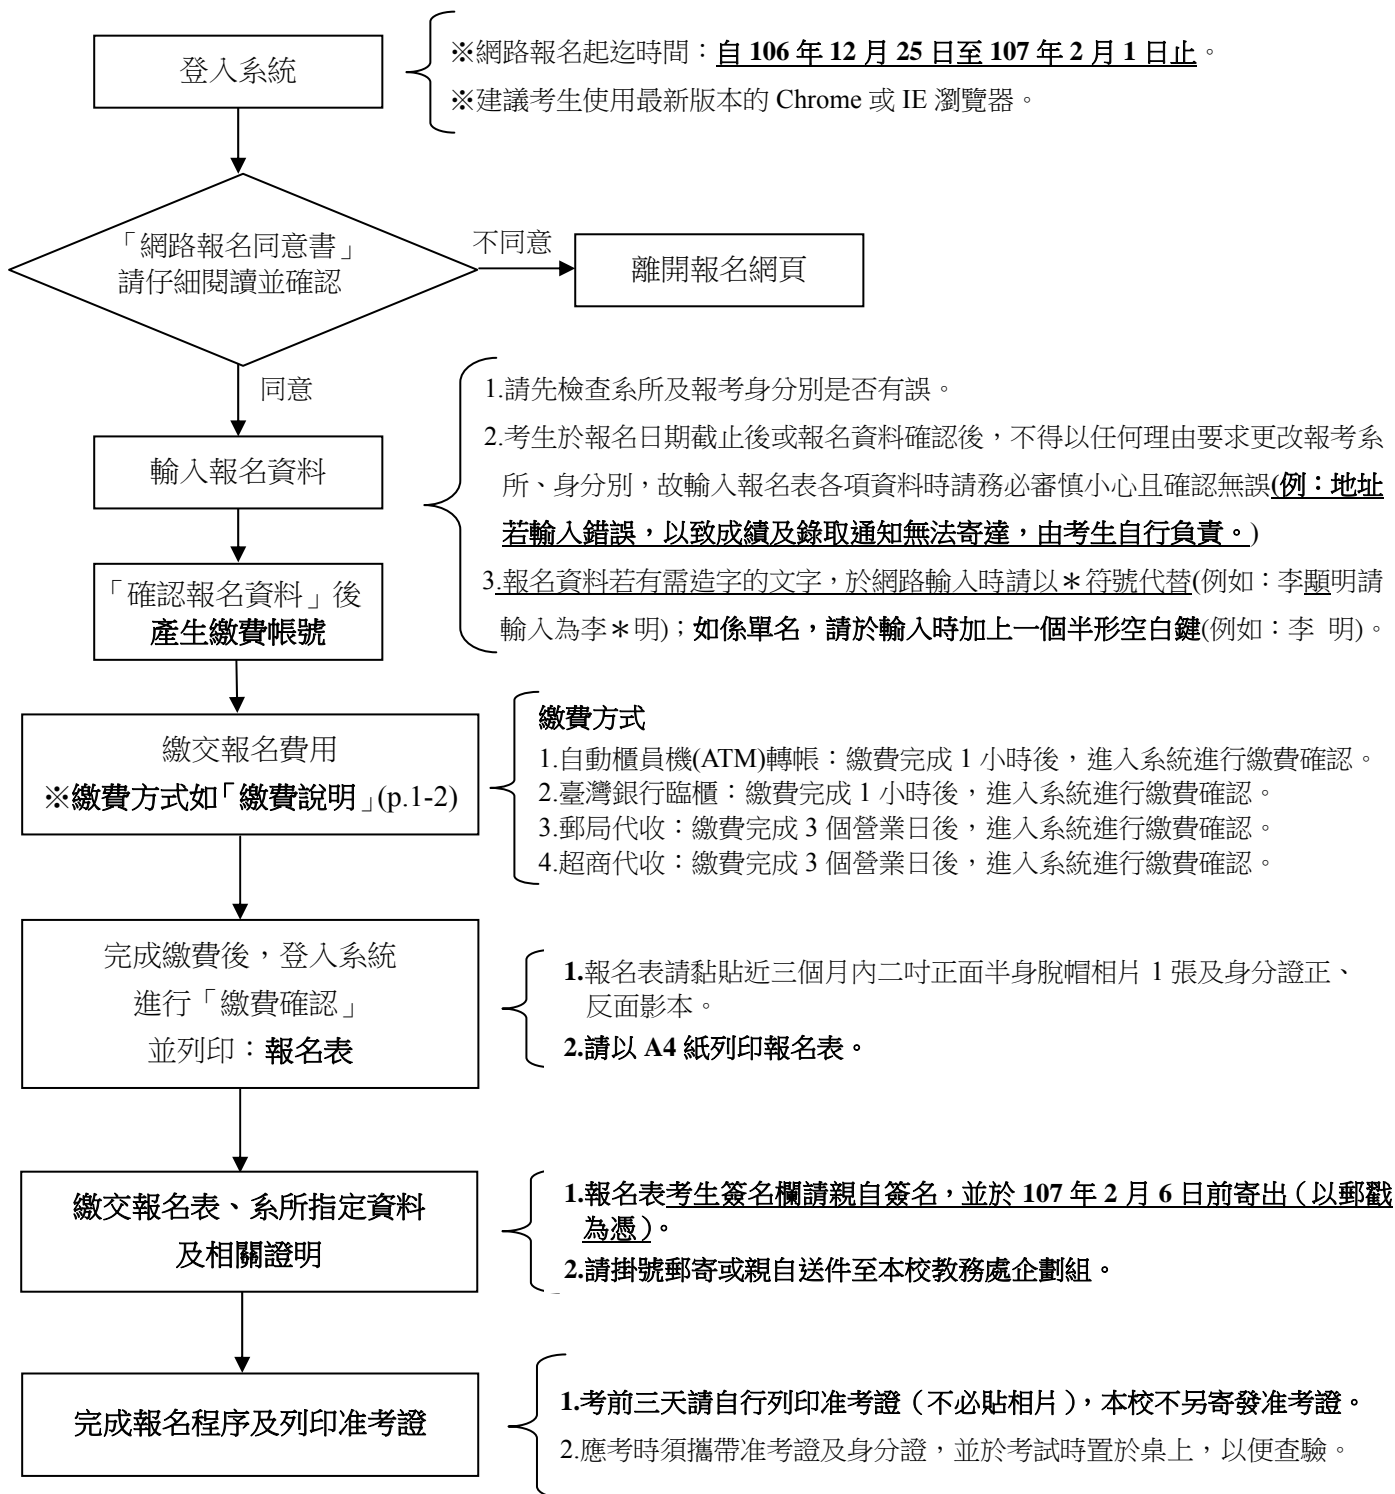 登入系統
※網路報名起迄時間：自 106 年 12 月 25 日至 107 年 2 月 1 日止。
※建議考生使用最新版本的 Chrome 或 IE 瀏覽器。
「網路報名同意書」
請仔細閱讀並確認
不同意
離開報名網頁
同意
輸入報名資料
1.請先檢查系所及報考身分別是否有誤。
2.考生於報名日期截止後或報名資料確認後，不得以任何理由要求更改報考系
所、身分別，故輸入報名表各項資料時請務必審慎小心且確認無誤(例：地址
若輸入錯誤，以致成績及錄取通知無法寄達，由考生自行負責。)
3.報名資料若有需造字的文字，於網路輸入時請以＊符號代替(例如：李顒明請
輸入為李＊明)；如係單名，請於輸入時加上一個半形空白鍵(例如：李 明)。
「確認報名資料」後
產生繳費帳號
繳交報名費用
※繳費方式如「繳費說明」(p.1-2)
繳費方式
1.自動櫃員機(ATM)轉帳：繳費完成 1 小時後，進入系統進行繳費確認。
2.臺灣銀行臨櫃：繳費完成 1 小時後，進入系統進行繳費確認。
3.郵局代收：繳費完成 3 個營業日後，進入系統進行繳費確認。
4.超商代收：繳費完成 3 個營業日後，進入系統進行繳費確認。
完成繳費後，登入系統
進行「繳費確認」
並列印：報名表
1.報名表請黏貼近三個月內二吋正面半身脫帽相片 1 張及身分證正、
反面影本。
2.請以 A4 紙列印報名表。
繳交報名表、系所指定資料
及相關證明
1.報名表考生簽名欄請親自簽名，並於 107 年 2 月 6 日前寄出（以郵戳
為憑）。
2.請掛號郵寄或親自送件至本校教務處企劃組。
完成報名程序及列印准考證
1.考前三天請自行列印准考證（不必貼相片），本校不另寄發准考證。
2.應考時須攜帶准考證及身分證，並於考試時置於桌上，以便查驗。